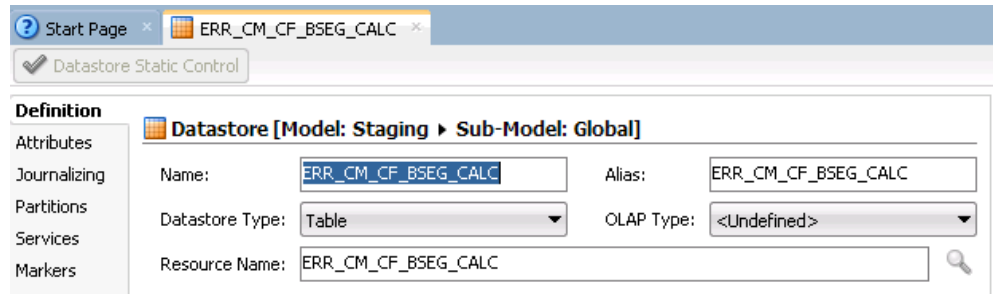 Start Page ERR_CM_CF_BSEG_CALC
Datastore Static Control
Definition
Attributes
Journalizing
Partitions
Services
Markers
Datastore [Model: Staging ▸ Sub-Model: Global]
Name: ERR_CM_CF_BSEG_CALC Alias: ERR_CM_CF_BSEG_CALC
Datastore Type: Table OLAP Type: <Undefined>
Resource Name: ERR_CM_CF_BSEG_CALC